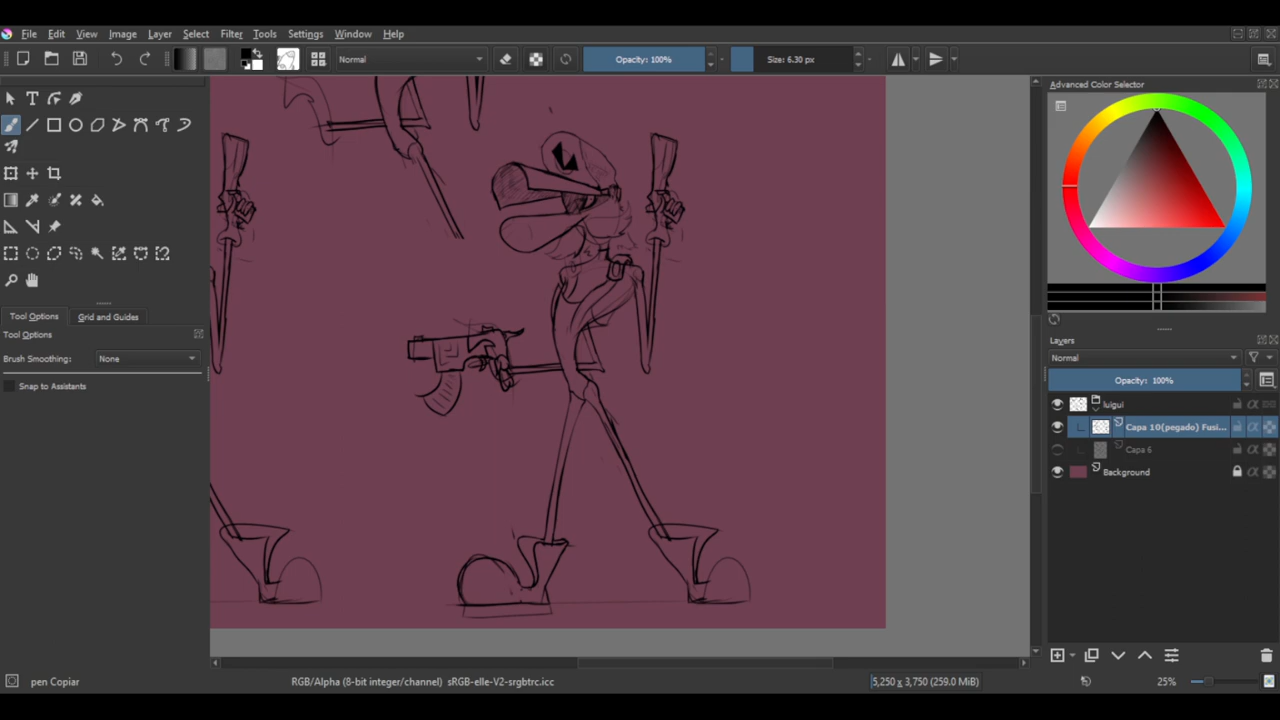 File Edit View Image Layer Select Filter Tools Settings Window Help
Normal Opacity: 100% Size: 6.30 px
Tool Options Grid and Guides
Tool Options
Brush Smoothing: None
Snap to Assistants
L
Advanced Color Selector
Layers
Normal
Opacity: 100%
luigui
Capa 10(pegado) Fusi...
Capa 6
Background
pen Copiar RGB/Alpha (8-bit integer/channel) sRGB-elle-V2-srgbtrc.icc 5,250 x 3,750 (259.0 MiB) 25%